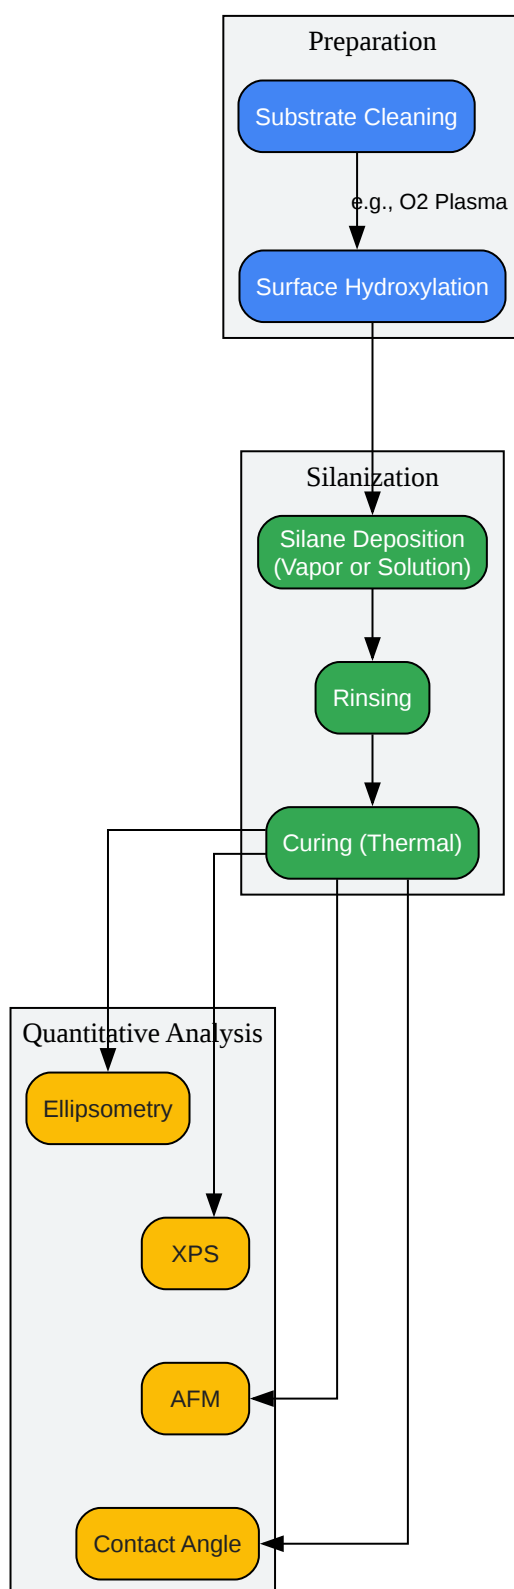 Preparation
Substrate Cleaning
e.g., O2 Plasma
Surface Hydroxylation
Silanization
Silane Deposition
(Vapor or Solution)
Rinsing
Curing (Thermal)
Quantitative Analysis
Ellipsometry
XPS
AFM
Contact Angle